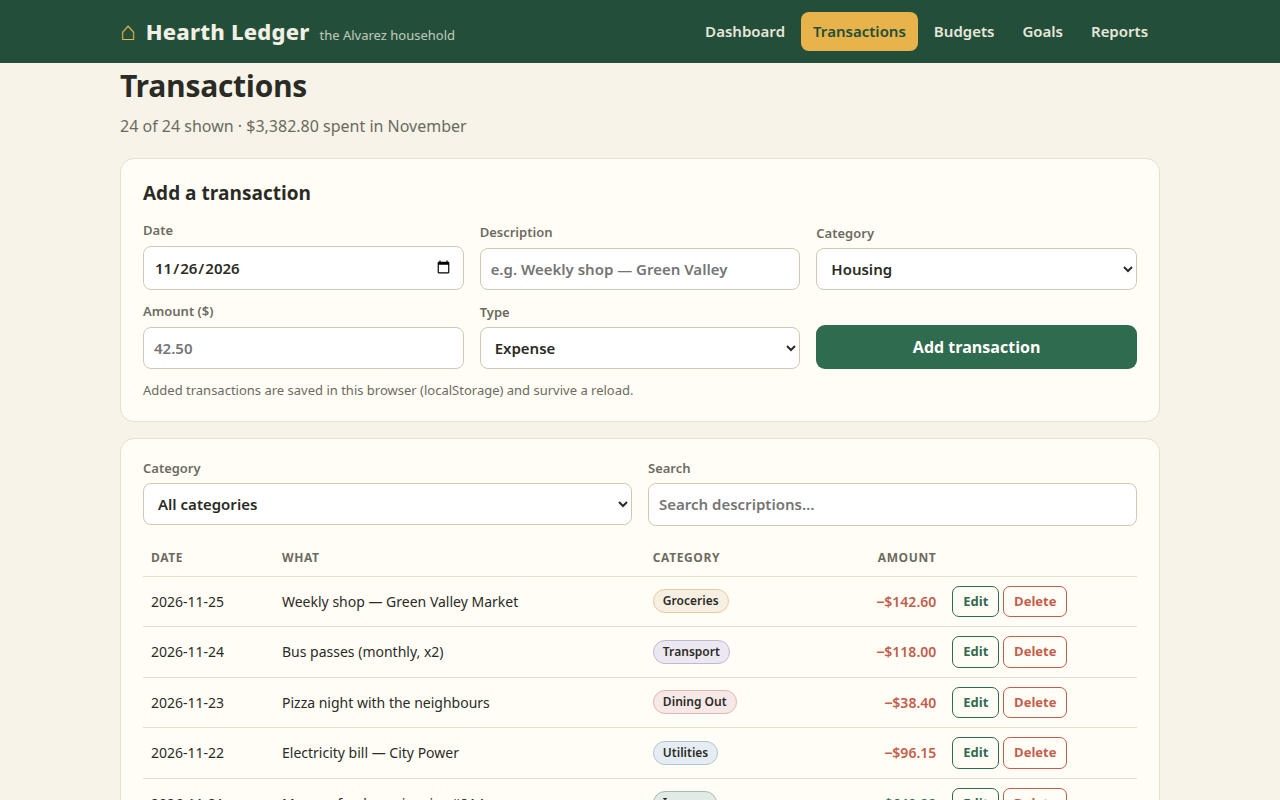 ⌂ Hearth Ledger the Alvarez household Dashboard Transactions Budgets Goals Reports
Transactions
24 of 24 shown · $3,382.80 spent in November
Add a transaction
Date Description Category
11/26/2026 e.g. Weekly shop — Green Valley Housing
Amount ($) Type
42.50 Expense Add transaction
Added transactions are saved in this browser (localStorage) and survive a reload.
Category Search
All categories Search descriptions...
DATE WHAT CATEGORY AMOUNT
2026-11-25 Weekly shop — Green Valley Market Groceries −$142.60 Edit Delete
2026-11-24 Bus passes (monthly, x2) Transport −$118.00 Edit Delete
2026-11-23 Pizza night with the neighbours Dining Out −$38.40 Edit Delete
2026-11-22 Electricity bill — City Power Utilities −$96.15 Edit Delete